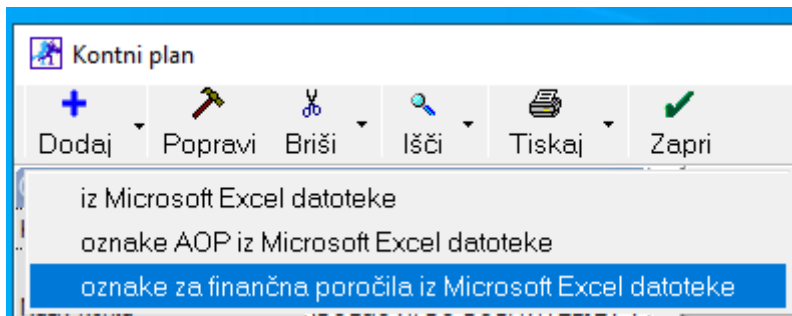 Kontni plan
Dodaj Popravi Briši Išči Tiskaj Zapri
iz Microsoft Excel datoteke
oznake AOP iz Microsoft Excel datoteke
oznake za finančna poročila iz Microsoft Excel datoteke